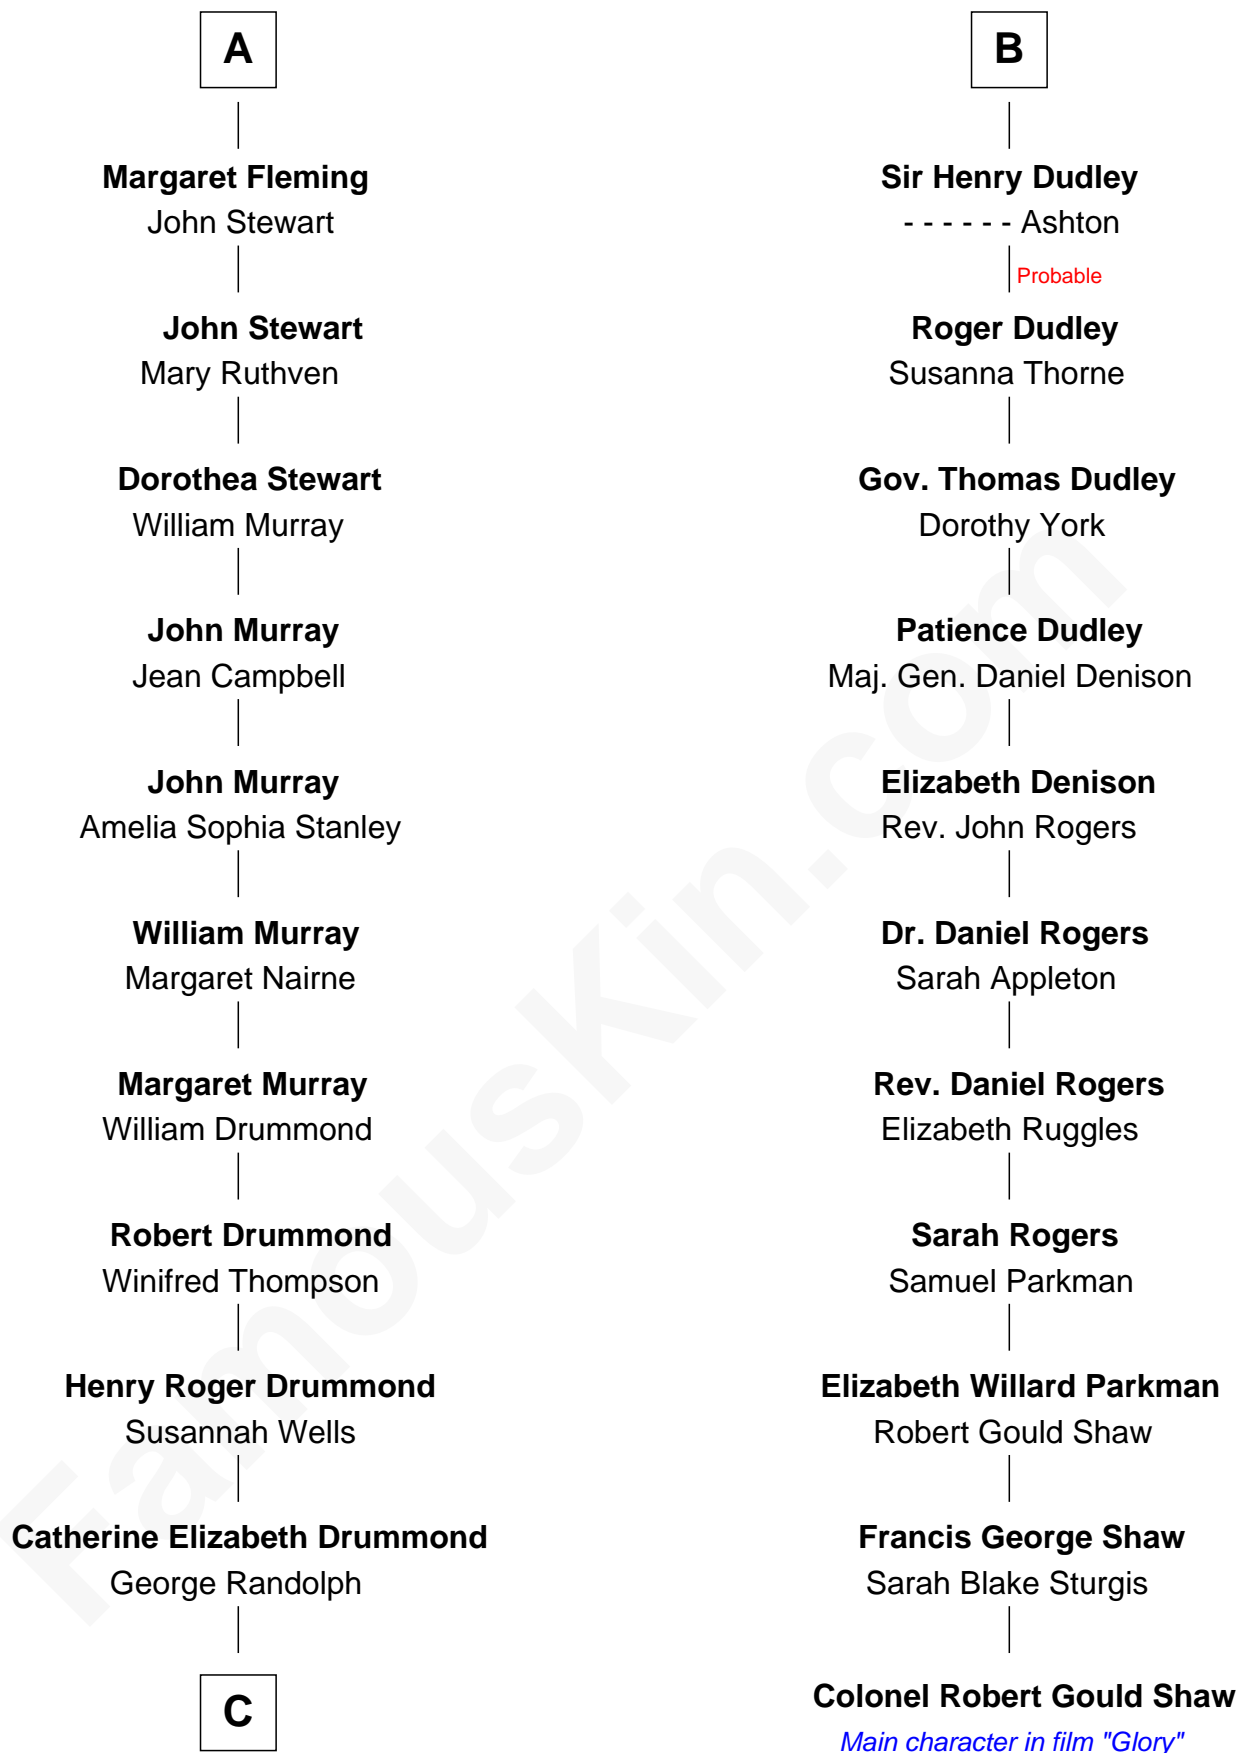 A
Margaret Fleming
John Stewart
John Stewart
Mary Ruthven
Dorothea Stewart
William Murray
John Murray
Jean Campbell
John Murray
Amelia Sophia Stanley
William Murray
Margaret Nairne
Margaret Murray
William Drummond
Robert Drummond
Winifred Thompson
Henry Roger Drummond
Susannah Wells
Catherine Elizabeth Drummond
George Randolph
C
B
Sir Henry Dudley
- - - - - - Ashton
Probable
Roger Dudley
Susanna Thorne
Gov. Thomas Dudley
Dorothy York
Patience Dudley
Maj. Gen. Daniel Denison
Elizabeth Denison
Rev. John Rogers
Dr. Daniel Rogers
Sarah Appleton
Rev. Daniel Rogers
Elizabeth Ruggles
Sarah Rogers
Samuel Parkman
Elizabeth Willard Parkman
Robert Gould Shaw
Francis George Shaw
Sarah Blake Sturgis
Colonel Robert Gould Shaw
Main character in film "Glory"
FamousKin.com